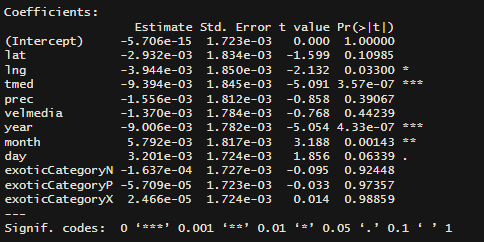 Coefficients:
Estimate Std. Error t value Pr(>|t|)
(Intercept) -5.706e-15 1.723e-03 0.000 1.00000
lat -2.932e-03 1.834e-03 -1.599 0.10985
lng -3.944e-03 1.850e-03 -2.132 0.03300 *
tmed -9.394e-03 1.845e-03 -5.091 3.57e-07 ***
prec -1.556e-03 1.812e-03 -0.858 0.39067
velmedia -1.370e-03 1.784e-03 -0.768 0.44239
year -9.006e-03 1.782e-03 -5.054 4.33e-07 ***
month 5.792e-03 1.817e-03 3.188 0.00143 **
day 3.201e-03 1.724e-03 1.856 0.06339 .
exoticCategoryN -1.637e-04 1.727e-03 -0.095 0.92448
exoticCategoryP -5.709e-05 1.723e-03 -0.033 0.97357
exoticCategoryX 2.466e-05 1.724e-03 0.014 0.98859
---
Signif. codes: 0 ‘***’ 0.001 ‘**’ 0.01 ‘*’ 0.05 ‘.’ 0.1 ‘ ’ 1